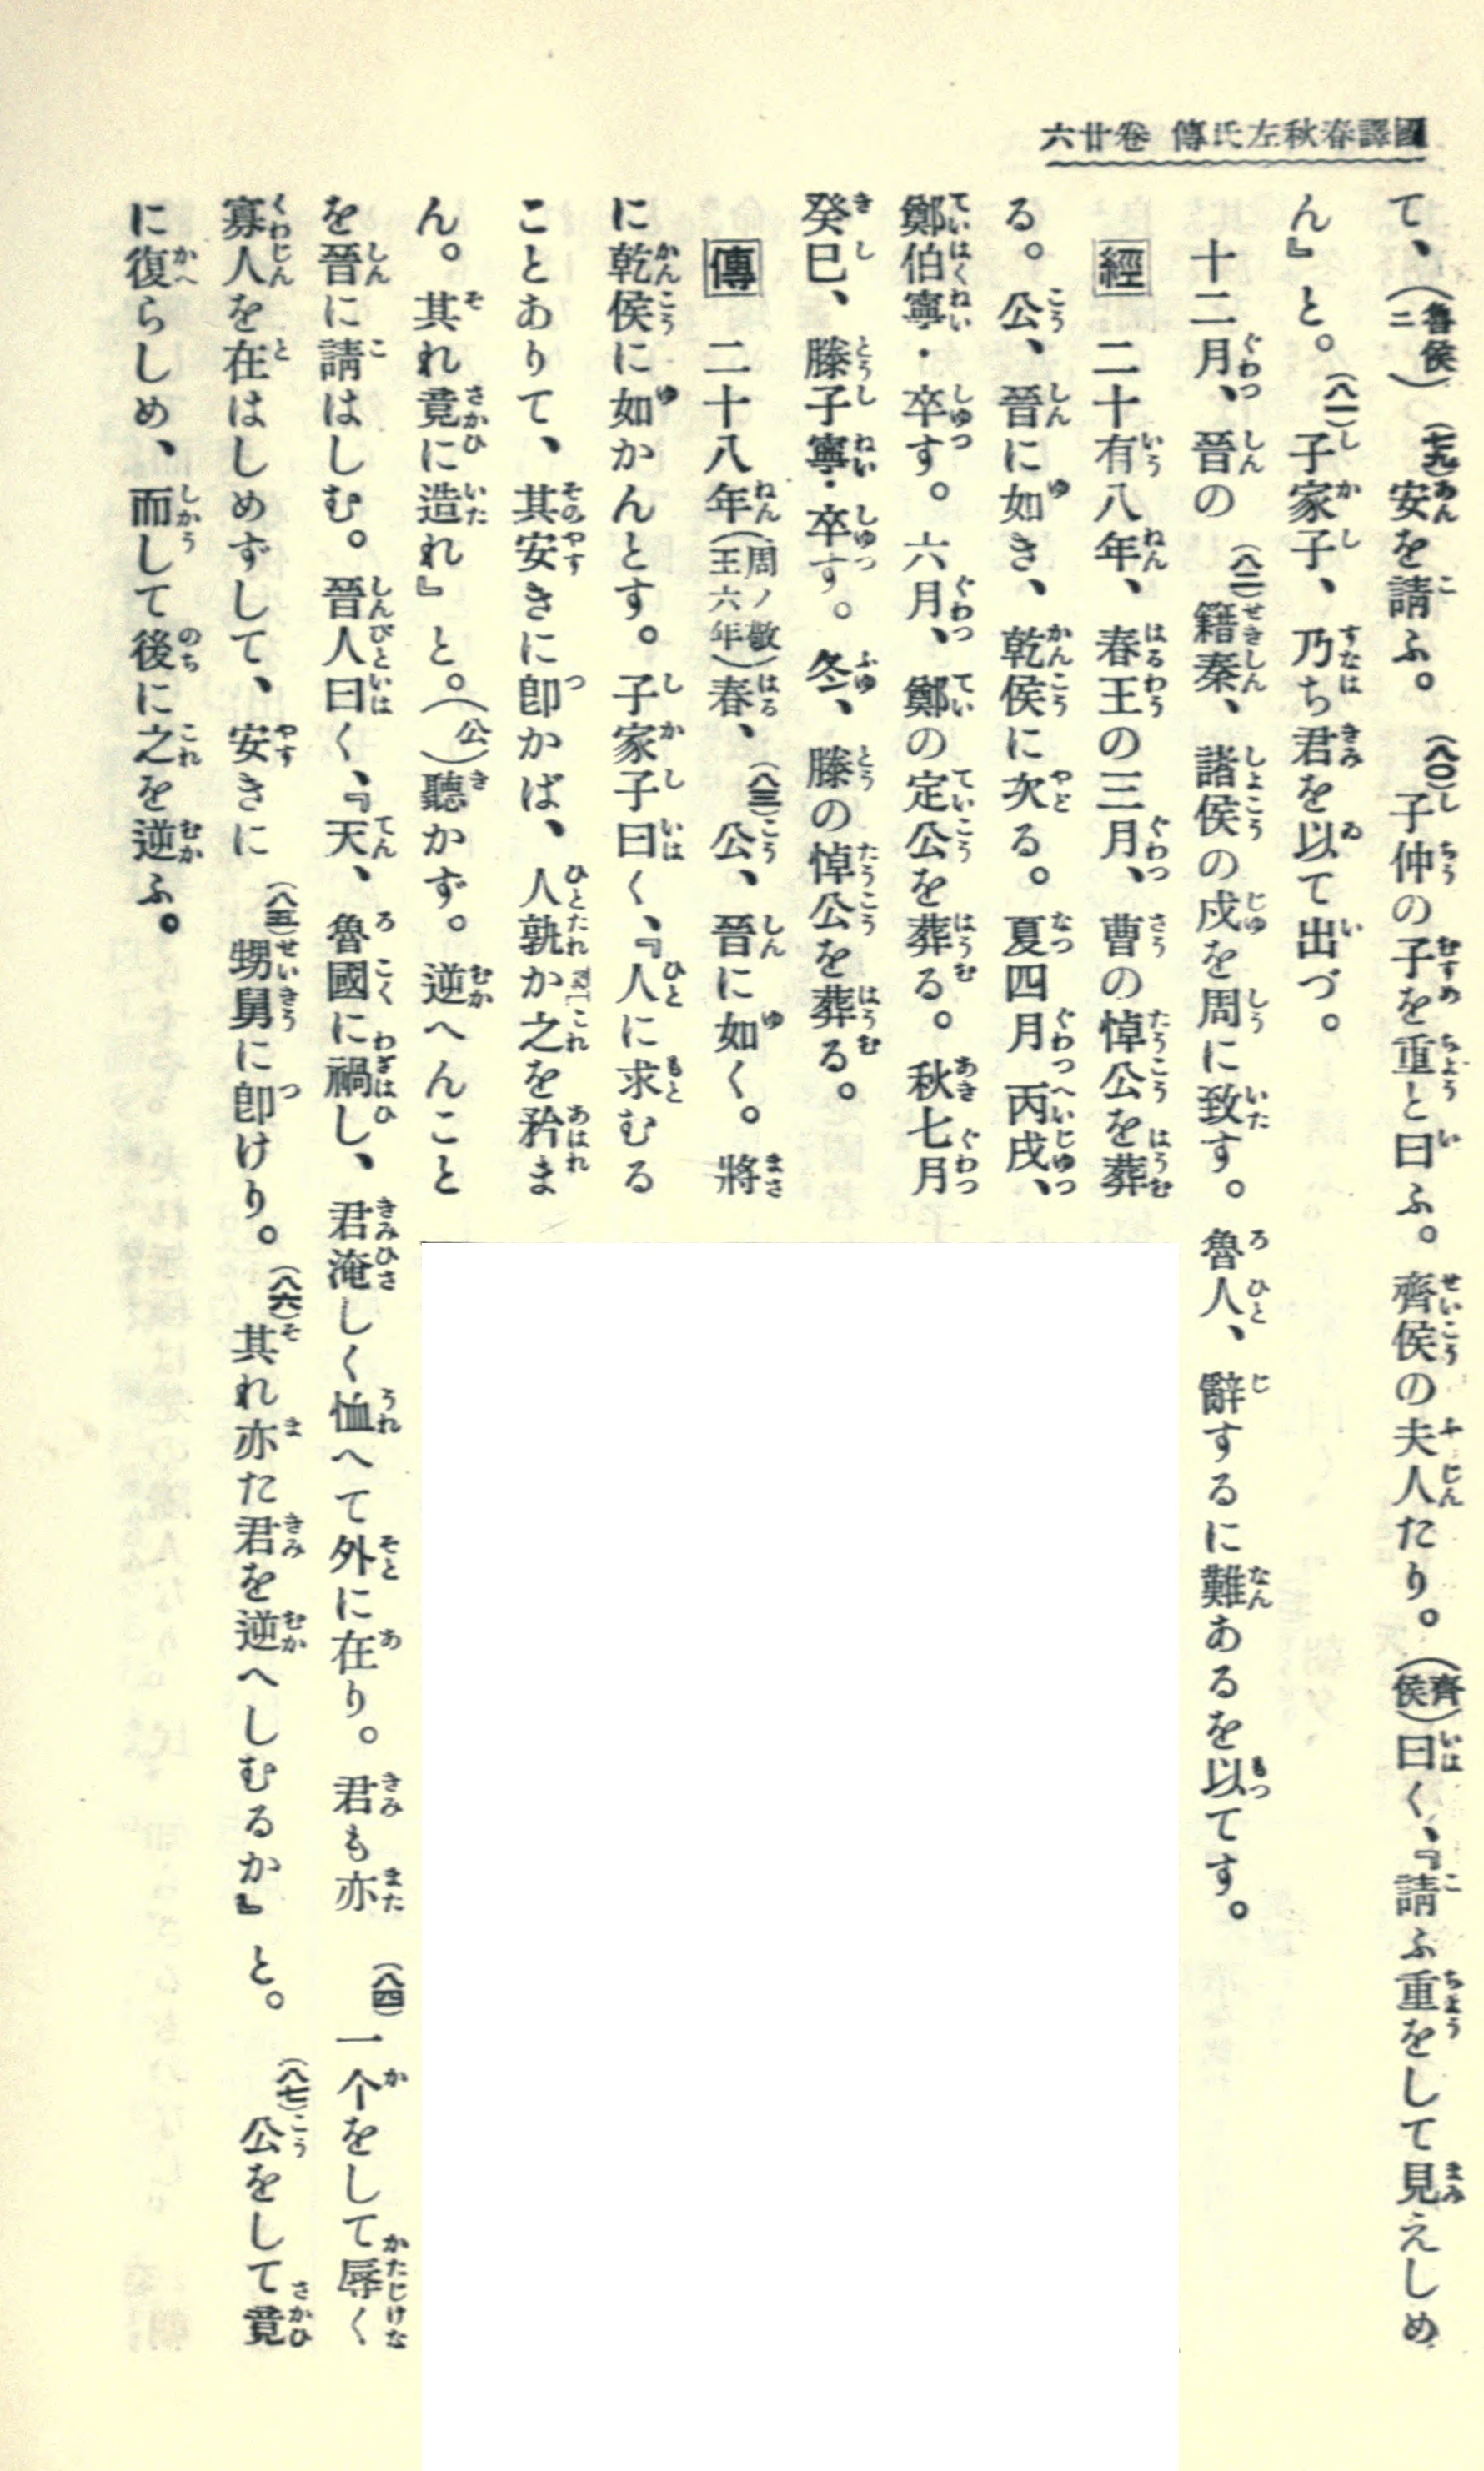 國譯春秋左氏傳 卷廿六
て、(魯侯)(二)(七九)安を請ふ。(八〇)子仲の子を重と曰ふ。齊侯の夫人たり。(齊侯)曰く、『請ふ重をして見えしめ
ん』と。(八一)子家子、乃ち君を以て出づ。
十二月、晉の(八二)籍秦、諸侯の戍を周に致す。魯人、辭するに難あるを以てす。
經 二十有八年、春王の三月、曹の悼公を葬
る。公、晉に如き、乾侯に次る。夏四月丙戌、
鄭伯寧・卒す。六月、鄭の定公を葬る。秋七月
癸巳、滕子寧・卒す。冬、滕の悼公を葬る。
傳 二十八年(周ノ敬王六年)春、(八三)公、晉に如く。將
に乾侯に如かんとす。子家子曰く、『人に求むる
ことありて、其安きに卽かば、人孰か之を矜ま
ん。其れ竟に造れ』と。(公)聽かず。逆へんこと
を晉に請はしむ。晉人曰く、『天、魯國に禍し、君淹しく恤へて外に在り。君も亦(八四)一个をして辱く
寡人を在はしめずして、安きに(八五)甥舅に卽けり。(八六)其れ亦た君を逆へしむるか』と。(八七)公をして竟
に復らしめ、而して後に之を逆ふ。